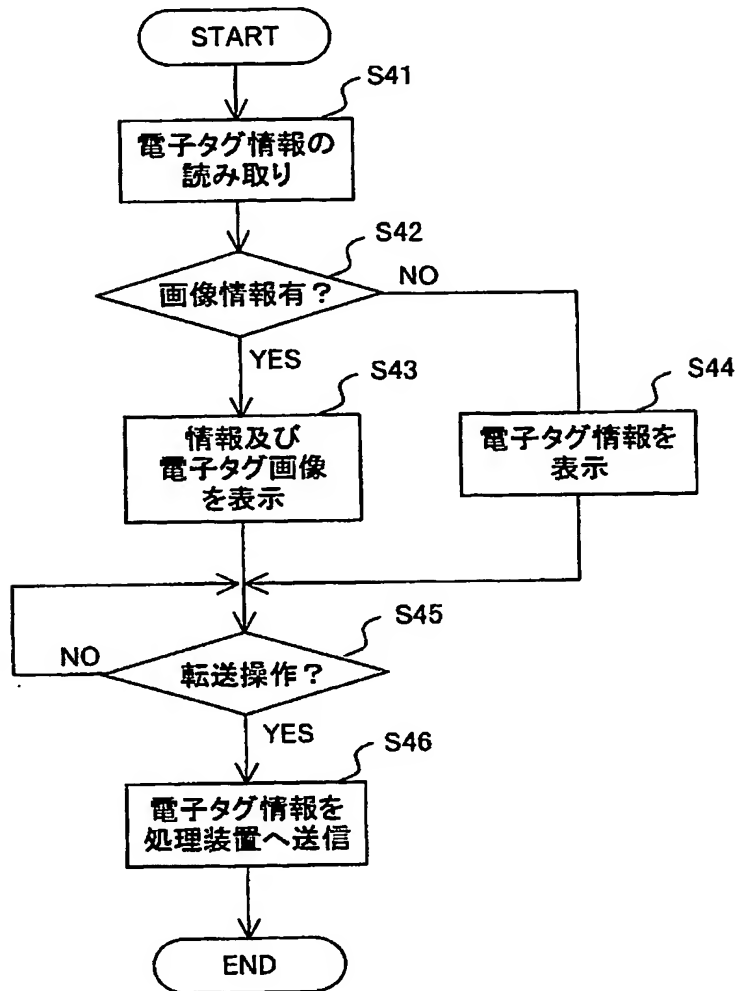 START
S41
電子タグ情報の
読み取り
S42
画像情報有？
NO
YES
S43
情報及び
電子タグ画像
を表示
S44
電子タグ情報を
表示
S45
転送操作？
NO
YES
S46
電子タグ情報を
処理装置へ送信
END